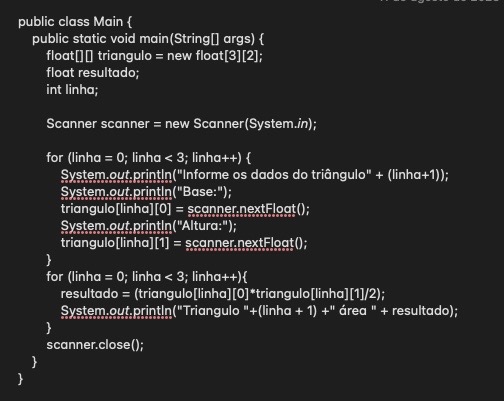 public class Main {
public static void main(String[] args) {
float[][] triangulo = new float[3][2];
float resultado;
int linha;
Scanner scanner = new Scanner(System.in);
for (linha = 0; linha < 3; linha++) {
System.out.println("Informe os dados do triângulo" + (linha+1));
System.out.println("Base:");
triangulo[linha][0] = scanner.nextFloat();
System.out.println("Altura:");
triangulo[linha][1] = scanner.nextFloat();
}
for (linha = 0; linha < 3; linha++){
resultado = (triangulo[linha][0]*triangulo[linha][1]/2);
System.out.println("Triangulo "+(linha + 1) +" área " + resultado);
}
scanner.close();
}
}